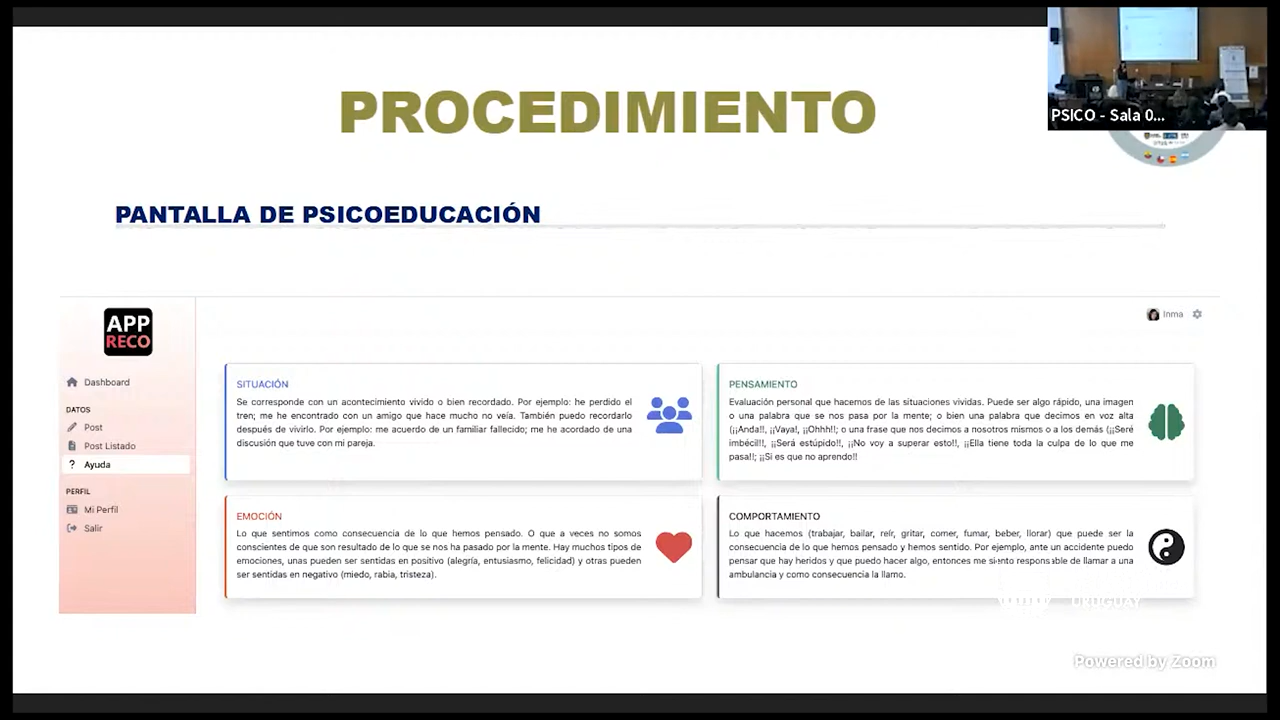 PROCEDIMIENTO
PSICO - Sala 0...
PANTALLA DE PSICOEDUCACIÓN
APP
RECO
Inma
Dashboard
DATOS
Post
Post Listado
? Ayuda
PERFIL
Mi Perfil
Salir
SITUACIÓN
Se corresponde con un acontecimiento vivido o bien recordado. Por ejemplo: he perdido el
tren; me he encontrado con un amigo que hace mucho no veía. También puedo recordarlo
después de vivirlo. Por ejemplo: me acuerdo de un familiar fallecido; me he acordado de una
discusión que tuve con mi pareja.
PENSAMIENTO
Evaluación personal que hacemos de las situaciones vividas. Puede ser algo rápido, una imagen
o una palabra que se nos pasa por la mente; o bien una palabra que decimos en voz alta
(¡¡Anda!!, ¡¡Vaya!, ¡¡Ohhh!!; o una frase que nos decimos a nosotros mismos o a los demás (¡¡Seré
imbécil!!, ¡¡Será estúpido!!, ¡¡No voy a superar esto!!, ¡¡Ella tiene toda la culpa de lo que me
pasa!!; ¡¡Si es que no aprendo!!
EMOCIÓN
Lo que sentimos como consecuencia de lo que hemos pensado. O que a veces no somos
conscientes de que son resultado de lo que se nos ha pasado por la mente. Hay muchos tipos de
emociones, unas pueden ser sentidas en positivo (alegría, entusiasmo, felicidad) y otras pueden
ser sentidas en negativo (miedo, rabia, tristeza).
COMPORTAMIENTO
Lo que hacemos (trabajar, bailar, reír, gritar, comer, fumar, beber, llorar) que puede ser la
consecuencia de lo que hemos pensado y hemos sentido. Por ejemplo, ante un accidente puedo
pensar que hay heridos y que puedo hacer algo, entonces me siento responsable de llamar a una
ambulancia y como consecuencia la llamo.
URUGUAY
Powered by Zoom